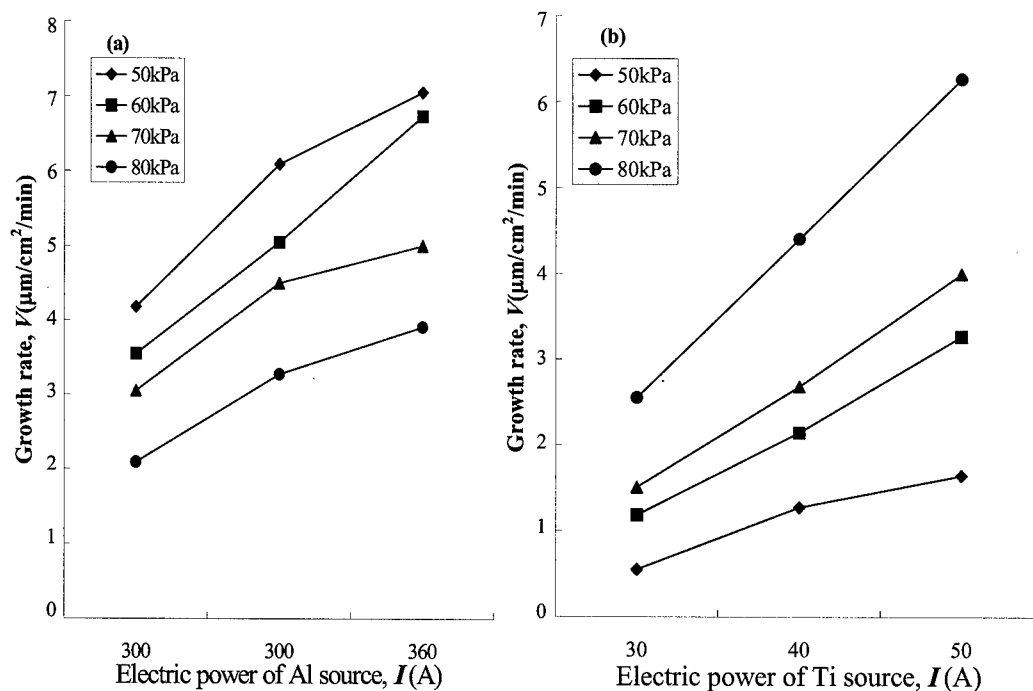 (a)
50kPa
60kPa
70kPa
80kPa
8
7
6
5
4
3
2
1
0
Growth rate, V(μm/cm²/min)
300
300
360
Electric power of Al source, I (A)
(b)
50kPa
60kPa
70kPa
80kPa
7
6
5
4
3
2
1
0
Growth rate, V(μm/cm²/min)
30
40
50
Electric power of Ti source, I (A)